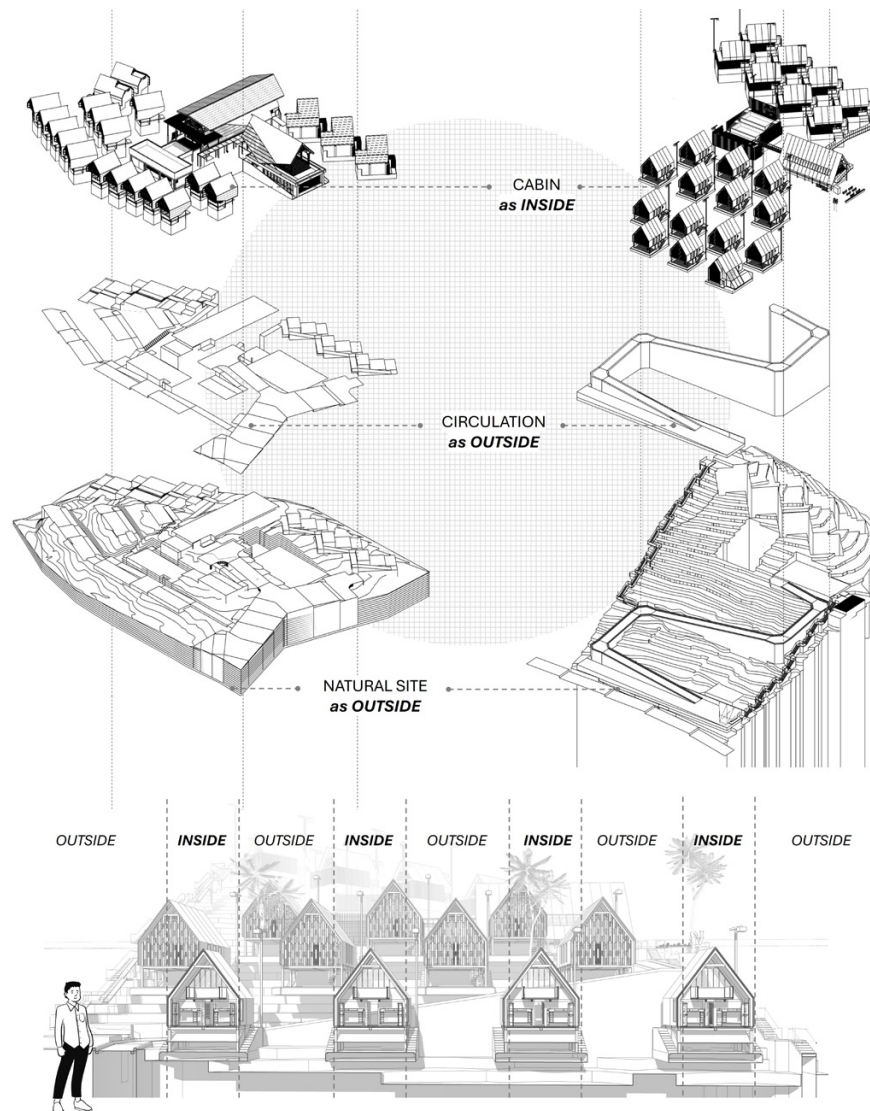 CABIN
as INSIDE
CIRCULATION
as OUTSIDE
NATURAL SITE
as OUTSIDE
OUTSIDE INSIDE OUTSIDE INSIDE OUTSIDE INSIDE OUTSIDE INSIDE OUTSIDE